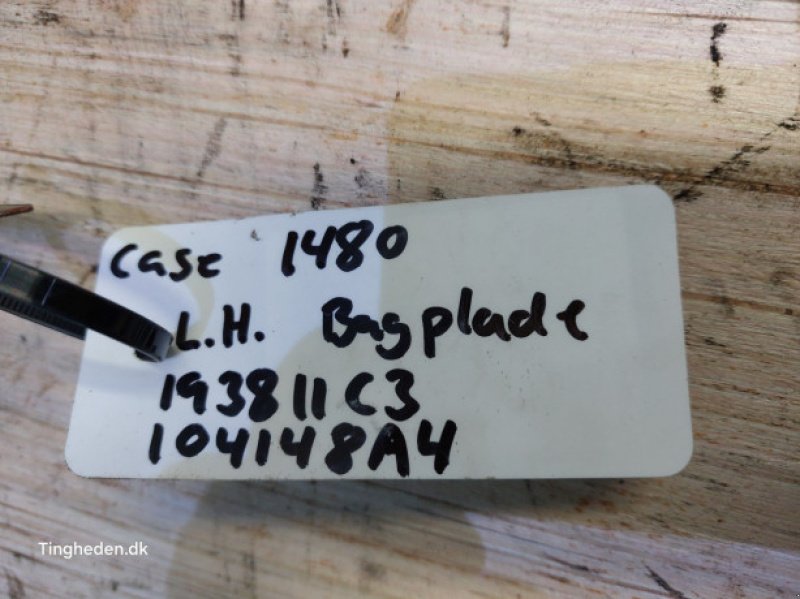 Case 1480
L.H. Bagplade
193811C3
104148A4
Tingheden.dk